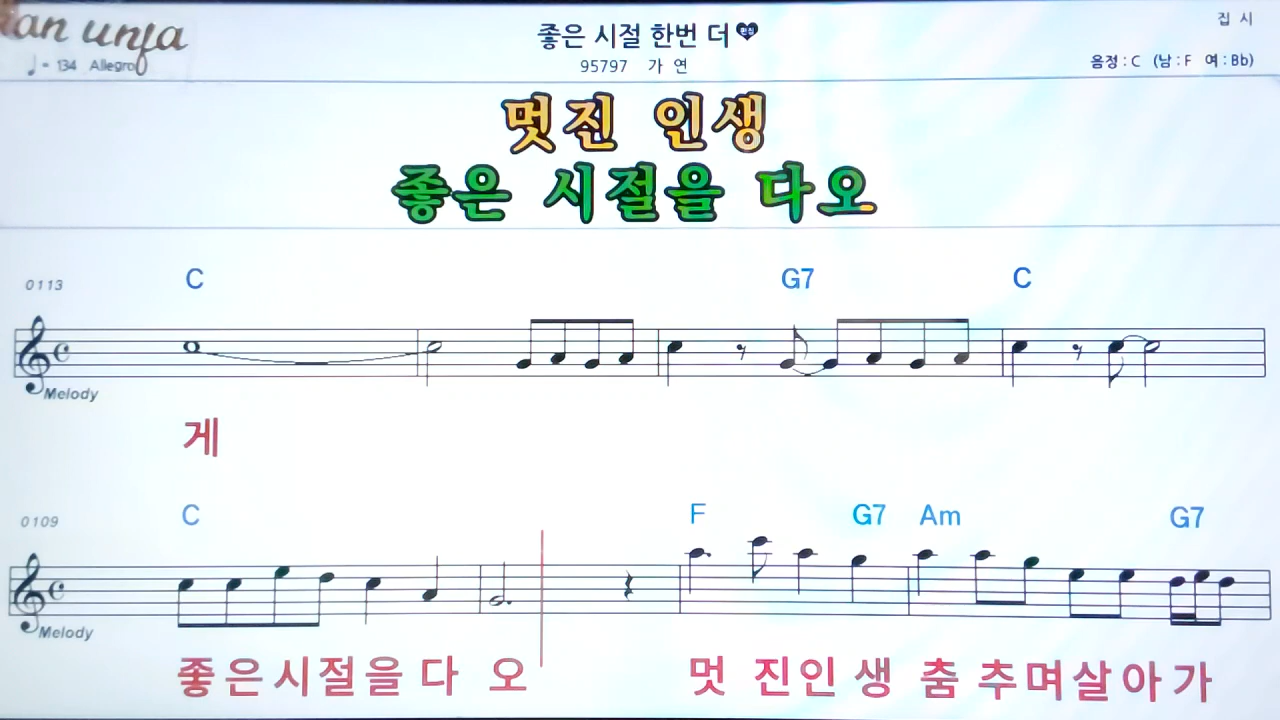 집 시
좋은 시절 한번 더
♩= 134 Allegro
95797 가 연
음정 : C (남 : F 여 : Bb)
멋진 인생
좋은 시절을 다오
0113 C G7 C
Melody
게
0109 C F G7 Am G7
Melody
좋은시절을 다 오 멋 진인 생 춤 추며살아가